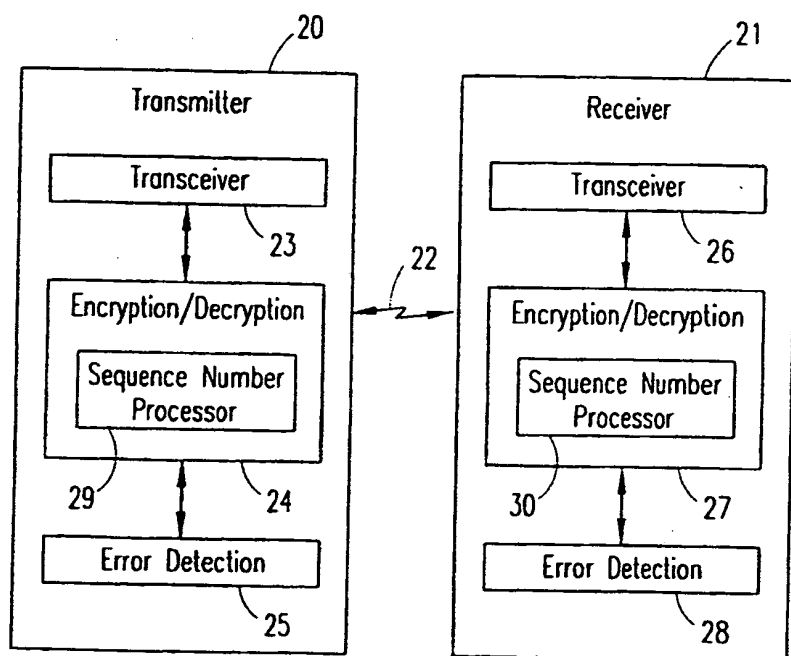 20
21
Transmitter
Receiver
Transceiver
23
Transceiver
26
22
Encryption/Decryption
Sequence Number
Processor
29
24
Encryption/Decryption
Sequence Number
Processor
30
27
Error Detection
25
Error Detection
28